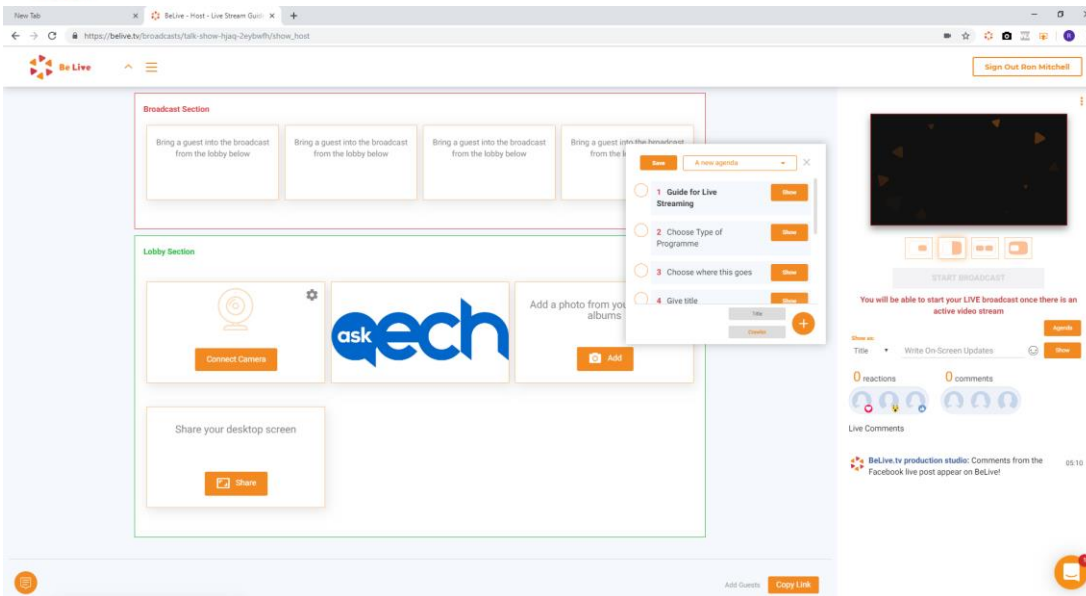 New Tab
BeLive - Host - Live Stream Guid
https://belive.tv/broadcasts/talk-show-hjaq-2eybwfh/show_host
Be Live
Sign Out Ron Mitchell
Broadcast Section
Bring a guest into the broadcast
from the lobby below
Bring a guest into the broadcast
from the lobby below
Bring a guest into the broadcast
from the lobby below
Bring a guest into the broadcast
from the l
Save
A new agenda
1 Guide for Live
Streaming
Show
2 Choose Type of
Programme
Show
3 Choose where this goes
Show
4 Give title
Show
Title
Lobby Section
Connect Camera
ask
ech
Add a photo from you
albums
Add
Share your desktop screen
Share
START BROADCAST
You will be able to start your LIVE broadcast once there is an
active video stream
Agenda
Show as:
Title
Write On-Screen Updates
Show
0 reactions
0 comments
Live Comments
BeLive.tv production studio: Comments from the
Facebook live post appear on BeLive!
05:10
Add Guests
Copy Link